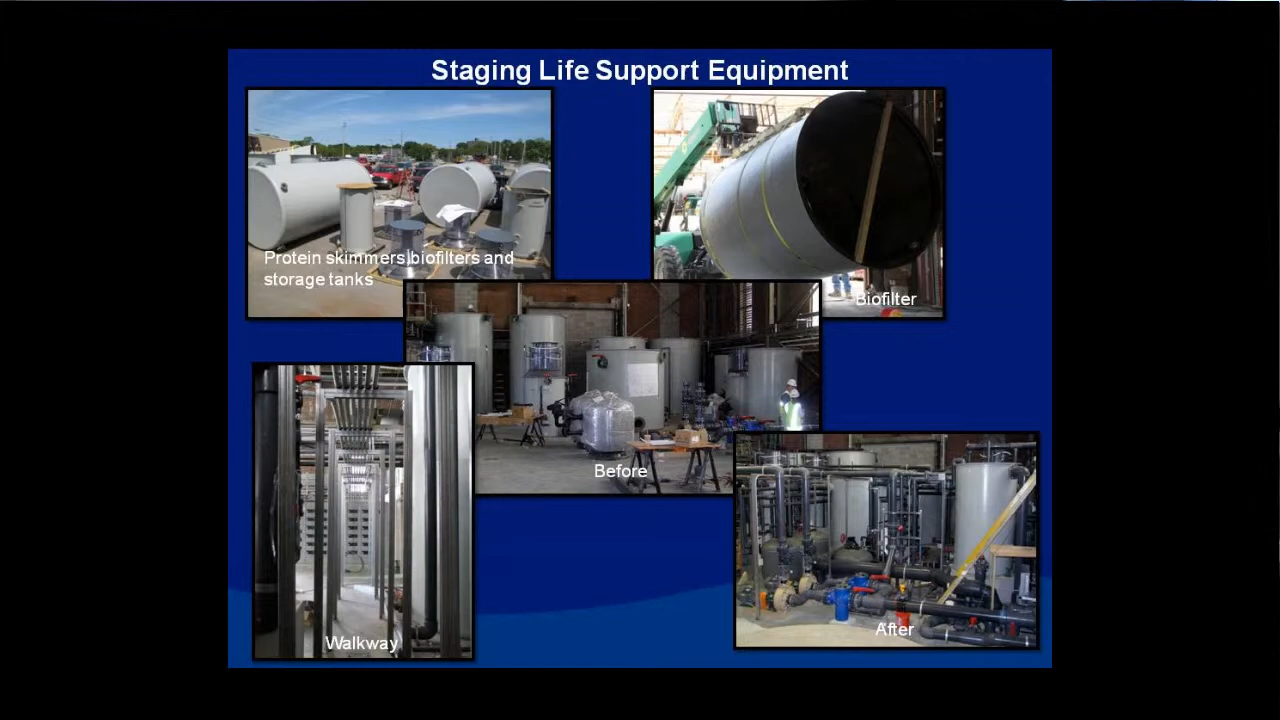 Staging Life Support Equipment
Protein skimmers,biofilters and
storage tanks
Biofilter
Before
Walkway
After